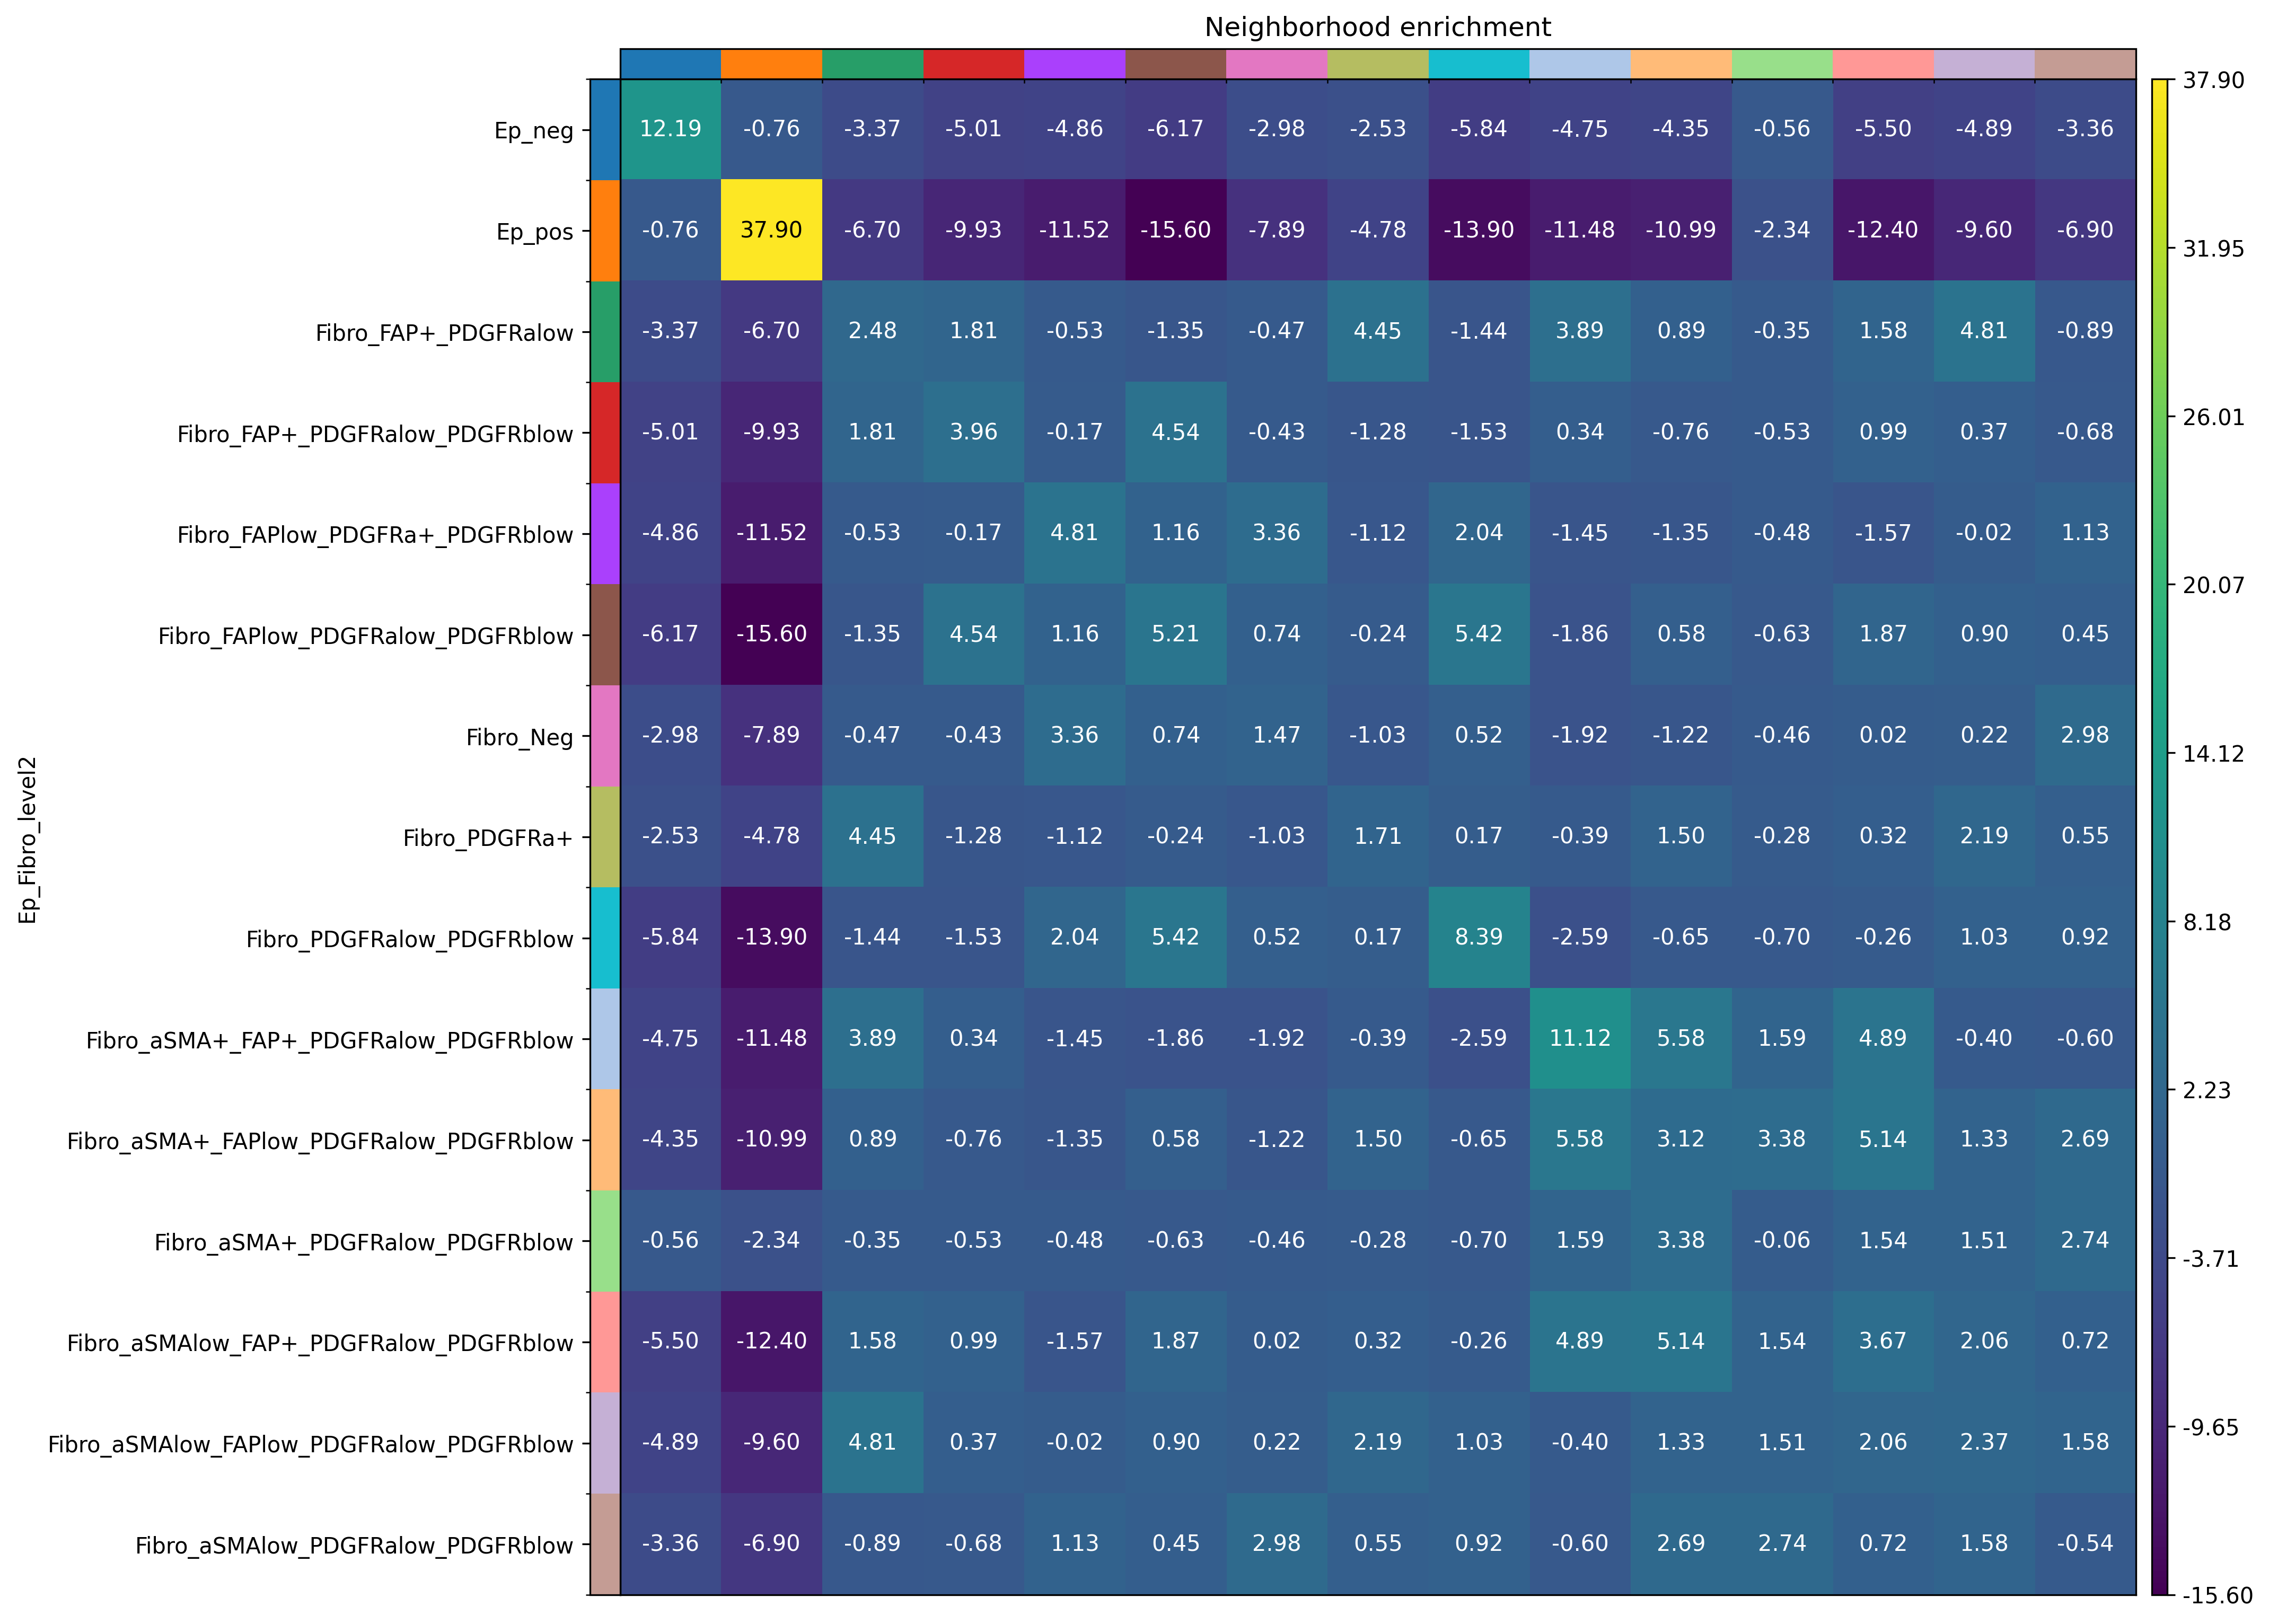 Neighborhood enrichment
Ep_Fibro_level2
Ep_neg 12.19 -0.76 -3.37 -5.01 -4.86 -6.17 -2.98 -2.53 -5.84 -4.75 -4.35 -0.56 -5.50 -4.89 -3.36
Ep_pos -0.76 37.90 -6.70 -9.93 -11.52 -15.60 -7.89 -4.78 -13.90 -11.48 -10.99 -2.34 -12.40 -9.60 -6.90
Fibro_FAP+_PDGFRalow -3.37 -6.70 2.48 1.81 -0.53 -1.35 -0.47 4.45 -1.44 3.89 0.89 -0.35 1.58 4.81 -0.89
Fibro_FAP+_PDGFRalow_PDGFRblow -5.01 -9.93 1.81 3.96 -0.17 4.54 -0.43 -1.28 -1.53 0.34 -0.76 -0.53 0.99 0.37 -0.68
Fibro_FAPlow_PDGFRa+_PDGFRblow -4.86 -11.52 -0.53 -0.17 4.81 1.16 3.36 -1.12 2.04 -1.45 -1.35 -0.48 -1.57 -0.02 1.13
Fibro_FAPlow_PDGFRalow_PDGFRblow -6.17 -15.60 -1.35 4.54 1.16 5.21 0.74 -0.24 5.42 -1.86 0.58 -0.63 1.87 0.90 0.45
Fibro_Neg -2.98 -7.89 -0.47 -0.43 3.36 0.74 1.47 -1.03 0.52 -1.92 -1.22 -0.46 0.02 0.22 2.98
Fibro_PDGFRa+ -2.53 -4.78 4.45 -1.28 -1.12 -0.24 -1.03 1.71 0.17 -0.39 1.50 -0.28 0.32 2.19 0.55
Fibro_PDGFRalow_PDGFRblow -5.84 -13.90 -1.44 -1.53 2.04 5.42 0.52 0.17 8.39 -2.59 -0.65 -0.70 -0.26 1.03 0.92
Fibro_aSMA+_FAP+_PDGFRalow_PDGFRblow -4.75 -11.48 3.89 0.34 -1.45 -1.86 -1.92 -0.39 -2.59 11.12 5.58 1.59 4.89 -0.40 -0.60
Fibro_aSMA+_FAPlow_PDGFRalow_PDGFRblow -4.35 -10.99 0.89 -0.76 -1.35 0.58 -1.22 1.50 -0.65 5.58 3.12 3.38 5.14 1.33 2.69
Fibro_aSMA+_PDGFRalow_PDGFRblow -0.56 -2.34 -0.35 -0.53 -0.48 -0.63 -0.46 -0.28 -0.70 1.59 3.38 -0.06 1.54 1.51 2.74
Fibro_aSMAlow_FAP+_PDGFRalow_PDGFRblow -5.50 -12.40 1.58 0.99 -1.57 1.87 0.02 0.32 -0.26 4.89 5.14 1.54 3.67 2.06 0.72
Fibro_aSMAlow_FAPlow_PDGFRalow_PDGFRblow -4.89 -9.60 4.81 0.37 -0.02 0.90 0.22 2.19 1.03 -0.40 1.33 1.51 2.06 2.37 1.58
Fibro_aSMAlow_PDGFRalow_PDGFRblow -3.36 -6.90 -0.89 -0.68 1.13 0.45 2.98 0.55 0.92 -0.60 2.69 2.74 0.72 1.58 -0.54
37.90
31.95
26.01
20.07
14.12
8.18
2.23
-3.71
-9.65
-15.60